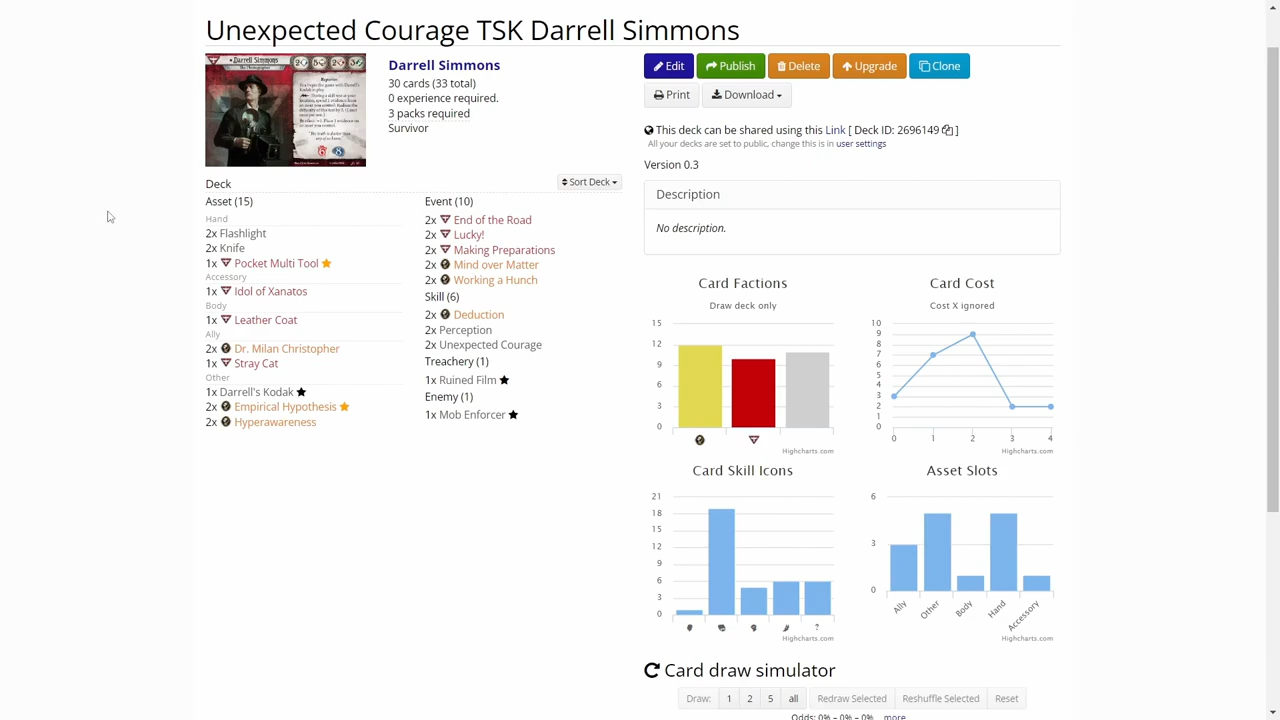 Unexpected Courage TSK Darrell Simmons
Darrell Simmons
Darrell Simmons
30 cards (33 total)
0 experience required.
3 packs required
Survivor
Edit
Publish
Delete
Upgrade
Clone
Print
Download
This deck can be shared using this Link [ Deck ID: 2696149 ]
All your decks are set to public, change this is in user settings
Version 0.3
Description
No description.
Deck
Sort Deck
Asset (15)
Hand
2x Flashlight
2x Knife
1x Pocket Multi Tool
Accessory
1x Idol of Xanatos
Body
1x Leather Coat
Ally
2x Dr. Milan Christopher
1x Stray Cat
Other
1x Darrell's Kodak
2x Empirical Hypothesis
2x Hyperawareness
Event (10)
2x End of the Road
2x Lucky!
2x Making Preparations
2x Mind over Matter
2x Working a Hunch
Skill (6)
2x Deduction
2x Perception
2x Unexpected Courage
Treachery (1)
1x Ruined Film
Enemy (1)
1x Mob Enforcer
Card Factions
Draw deck only
15
12
9
6
3
0
Highcharts.com
Card Cost
Cost X ignored
10
9
8
7
6
5
4
3
2
1
0
0 1 2 3 4
Highcharts.com
Card Skill Icons
21
18
15
12
9
6
3
0
?
Highcharts.com
Asset Slots
6
3
0
Ally Other Body Hand Accessory
Highcharts.com
Card draw simulator
Draw: 1 2 5 all Redraw Selected Reshuffle Selected Reset
Odds: 0% – 0% – 0% more